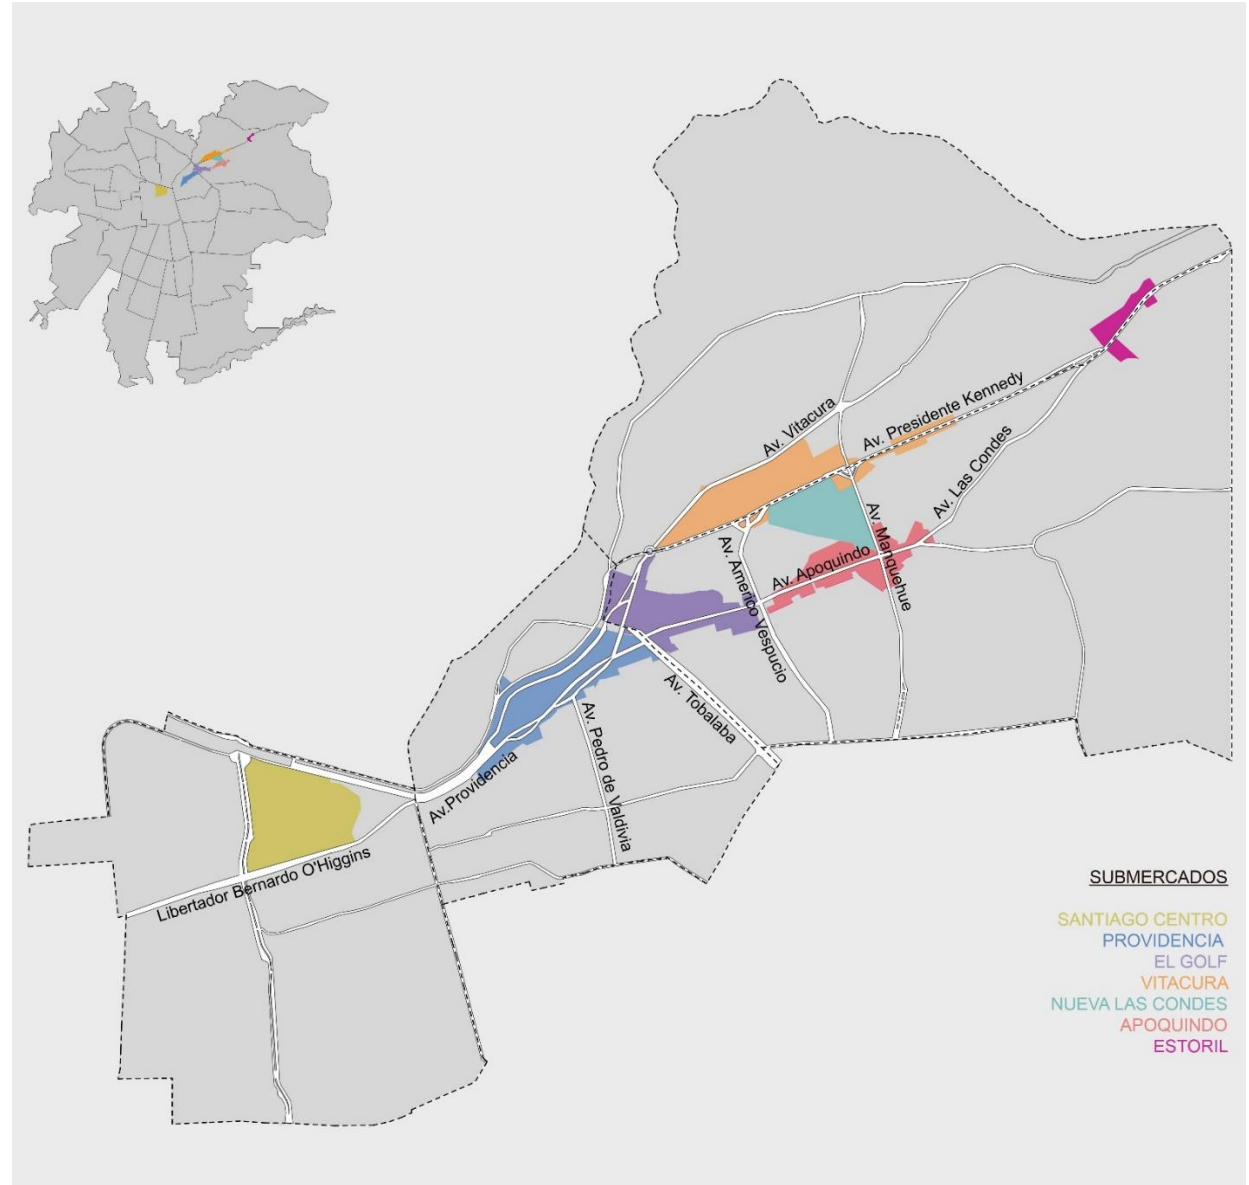 Av. Vitacura
Av. Presidente Kennedy
Av. Las Condes
Av. Manquehue
Av. Americo Vespucio
Av. Apoquindo
Av. Tobalaba
Av. Pedro de Valdivia
Av.Providencia
Libertador Bernardo O'Higgins
SUBMERCADOS
SANTIAGO CENTRO
PROVIDENCIA
EL GOLF
VITACURA
NUEVA LAS CONDES
APOQUINDO
ESTORIL